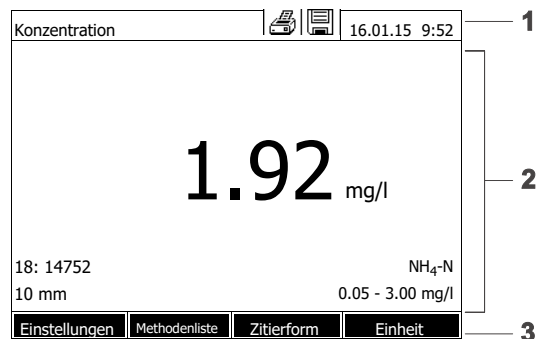 Konzentration 16.01.15 9:52 1
1.92 mg/l 2
18: 14752 NH₄-N
10 mm 0.05 - 3.00 mg/l
Einstellungen Methodenliste Zitierform Einheit 3